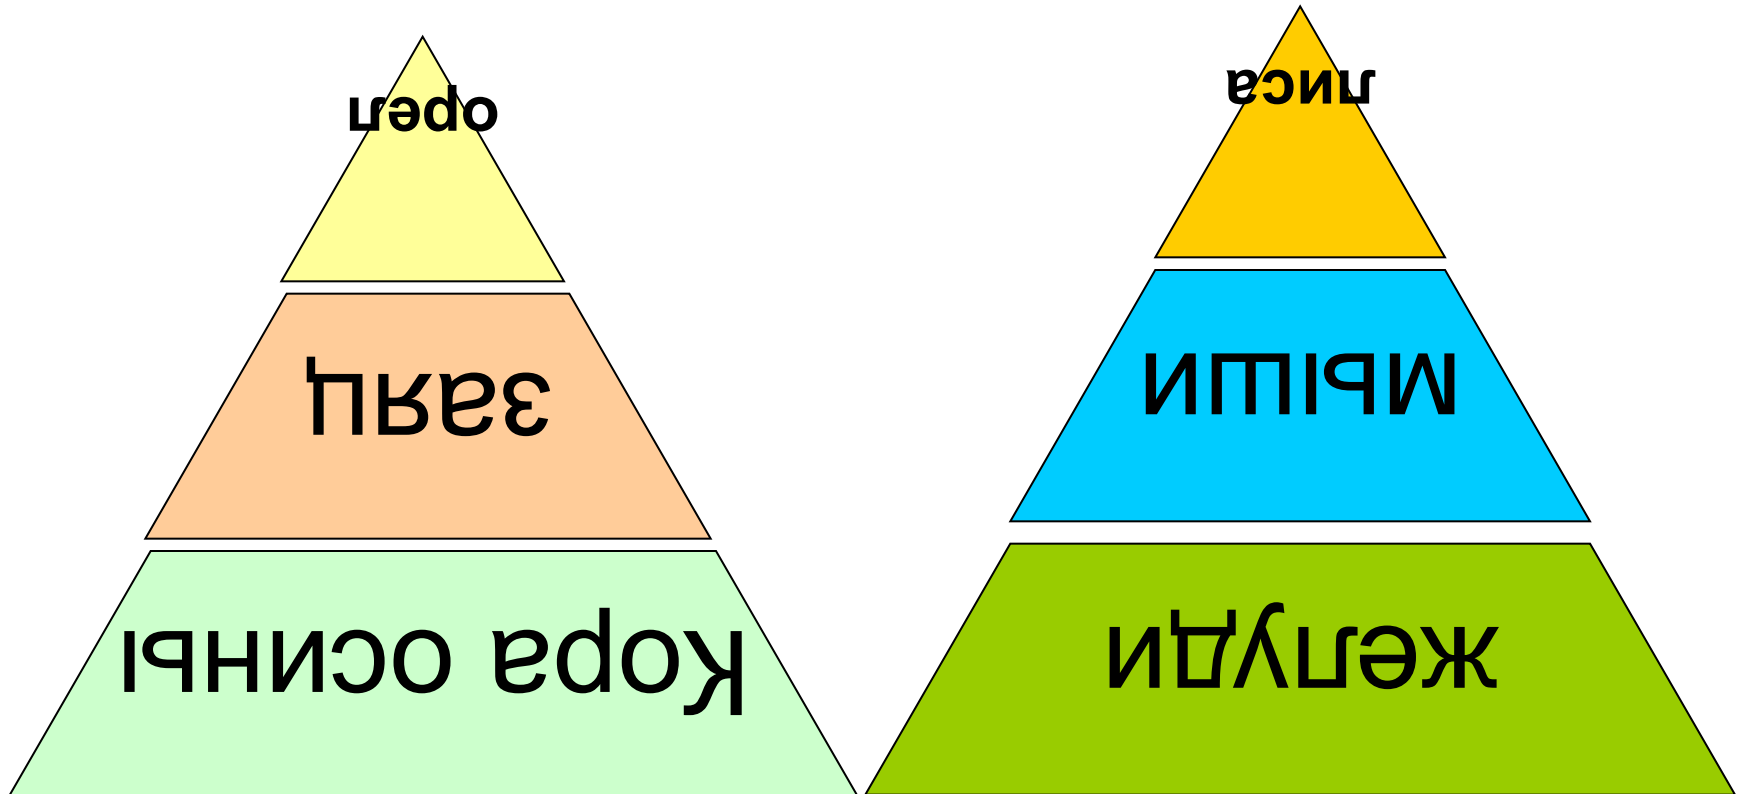 орел
заяц
Кора осины
лиса
мыши
желуди